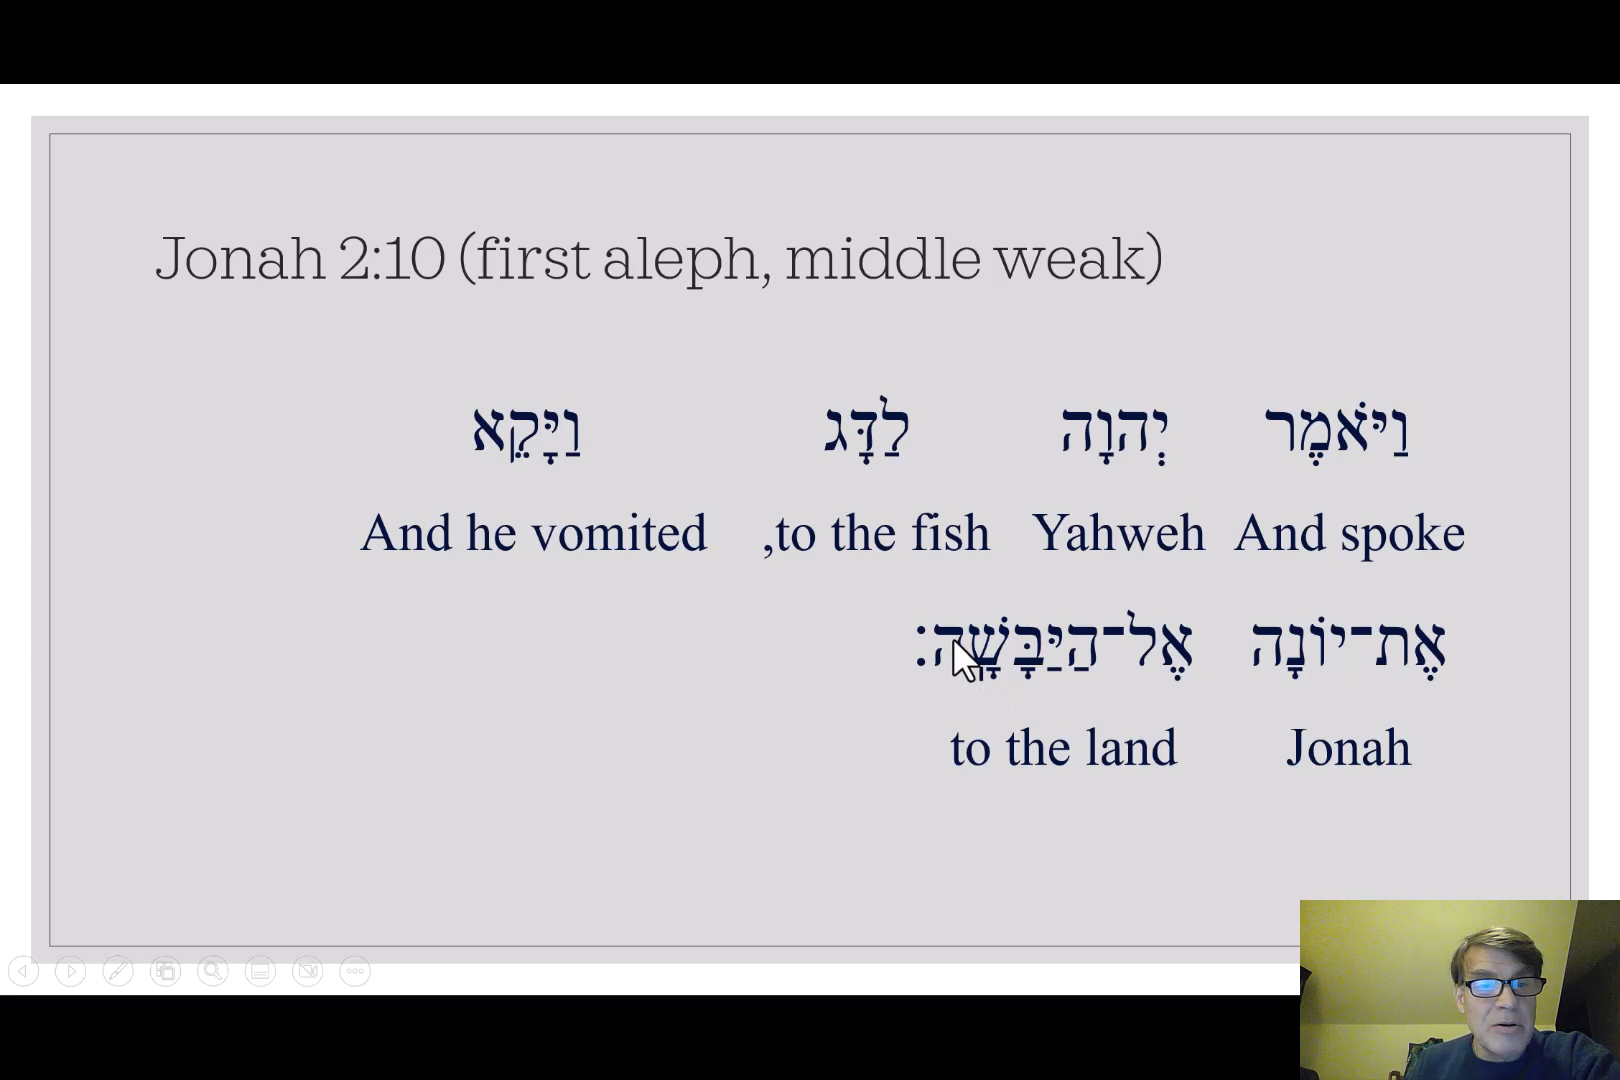 Jonah 2:10 (first aleph, middle weak)
וַיֹּאמֶר יְהוָה לַדָּג וַיָּקֵא
And spoke Yahweh ,to the fish And he vomited
אֶת־יוֹנָה אֶל־הַיַּבָּשָֽׁה׃
Jonah to the land